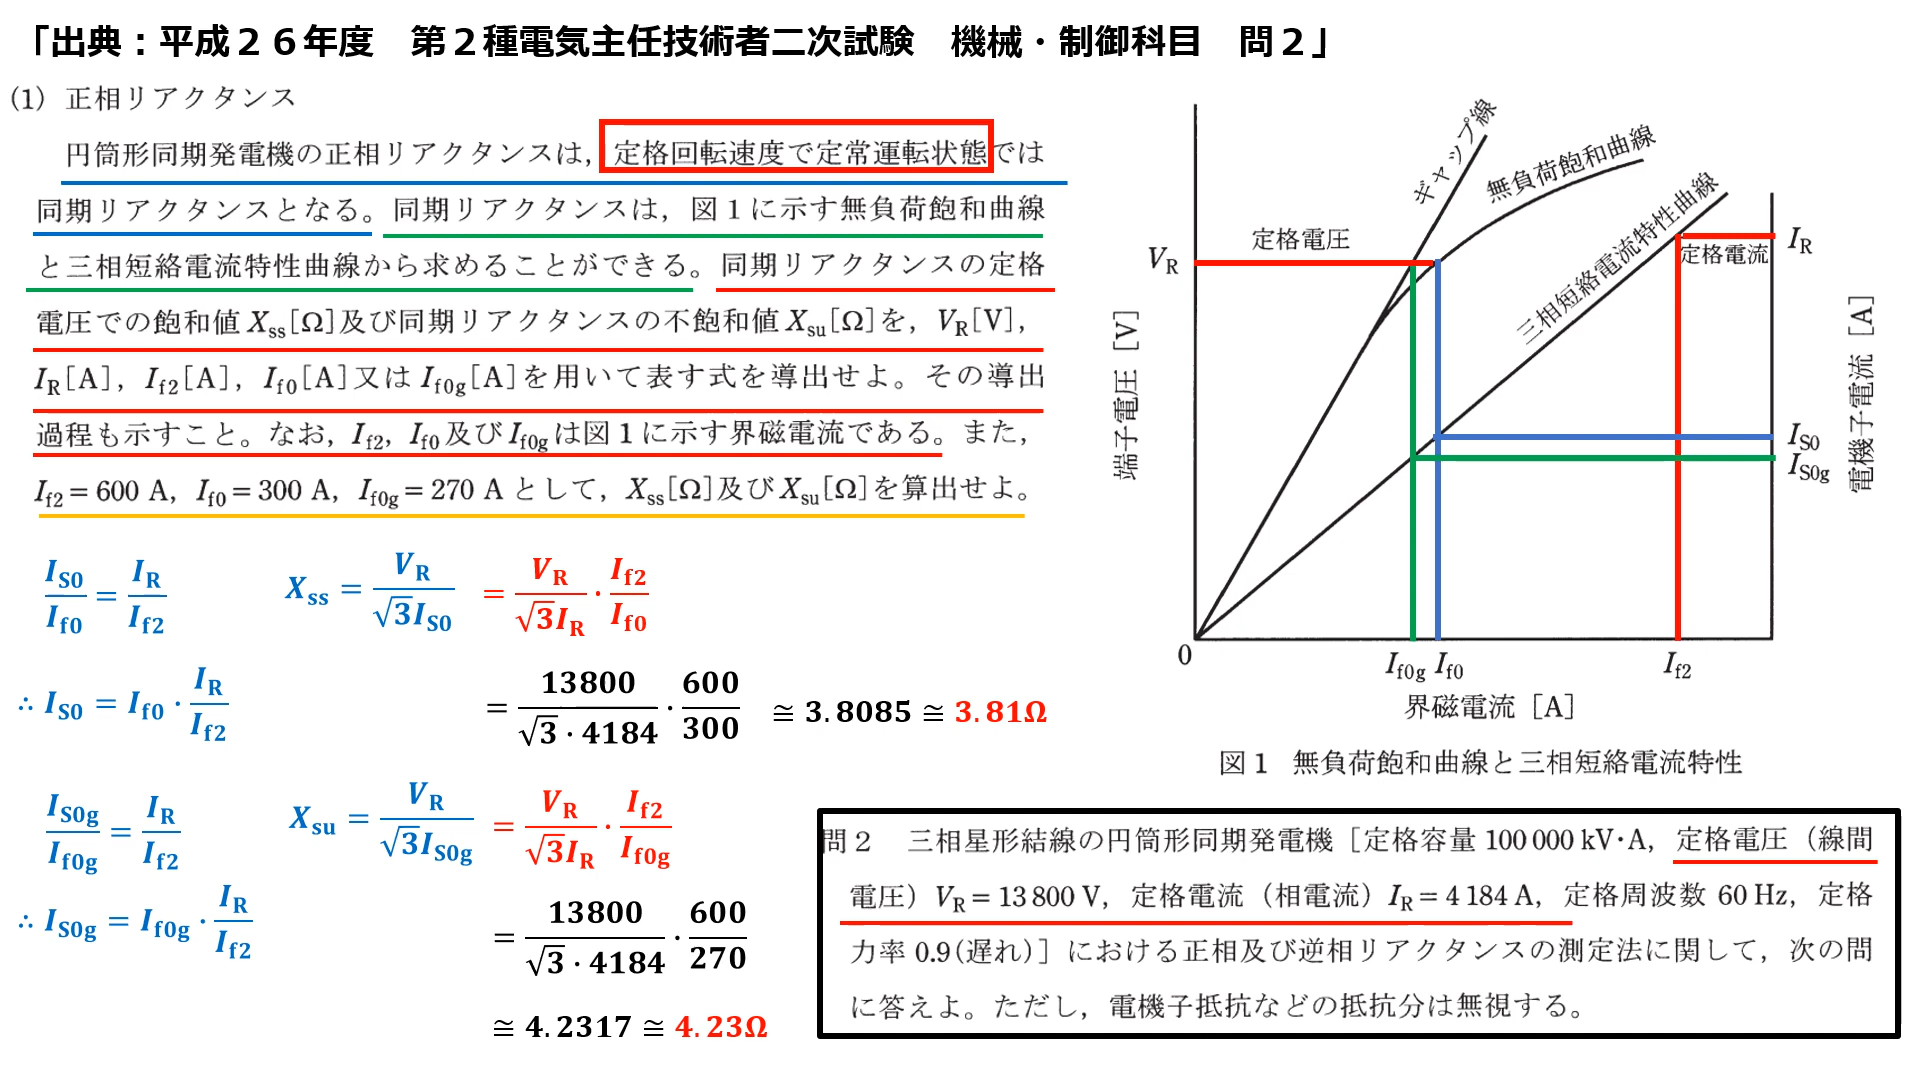 「出典：平成２６年度　第２種電気主任技術者二次試験　機械・制御科目　問２」
(1) 正相リアクタンス
円筒形同期発電機の正相リアクタンスは，定格回転速度で定常運転状態では
同期リアクタンスとなる。同期リアクタンスは，図1に示す無負荷飽和曲線
と三相短絡電流特性曲線から求めることができる。同期リアクタンスの定格
電圧での飽和値 Xss[Ω]及び同期リアクタンスの不飽和値 Xsu[Ω]を，VR[V]，
IR[A]，If2[A]，If0[A]又は If0g[A]を用いて表す式を導出せよ。その導出
過程も示すこと。なお，If2，If0及びIf0gは図1に示す界磁電流である。また，
If2＝600 A，If0＝300 A，If0g＝270 A として，Xss[Ω]及び Xsu[Ω]を算出せよ。
IS0/If0 = IR/If2
Xss = VR/(√3IS0) = VR/(√3IR)・If2/If0
∴ IS0 = If0・IR/If2
= 13800/(√3・4184)・600/300 ≅ 3.8085 ≅ 3.81Ω
IS0g/If0g = IR/If2
Xsu = VR/(√3IS0g) = VR/(√3IR)・If2/If0g
∴ IS0g = If0g・IR/If2
= 13800/(√3・4184)・600/270
≅ 4.2317 ≅ 4.23Ω
ギャップ線
無負荷飽和曲線
三相短絡電流特性曲線
定格電圧
定格電流
VR
IR
IS0
IS0g
端子電圧［V］
電機子電流［A］
0
If0g If0
If2
界磁電流［A］
図1　無負荷飽和曲線と三相短絡電流特性
問2　三相星形結線の円筒形同期発電機［定格容量 100 000 kV･A，定格電圧（線間
電圧）VR＝13 800 V，定格電流（相電流）IR＝4 184 A，定格周波数 60 Hz，定格
力率 0.9(遅れ)］における正相及び逆相リアクタンスの測定法に関して，次の問
に答えよ。ただし，電機子抵抗などの抵抗分は無視する。